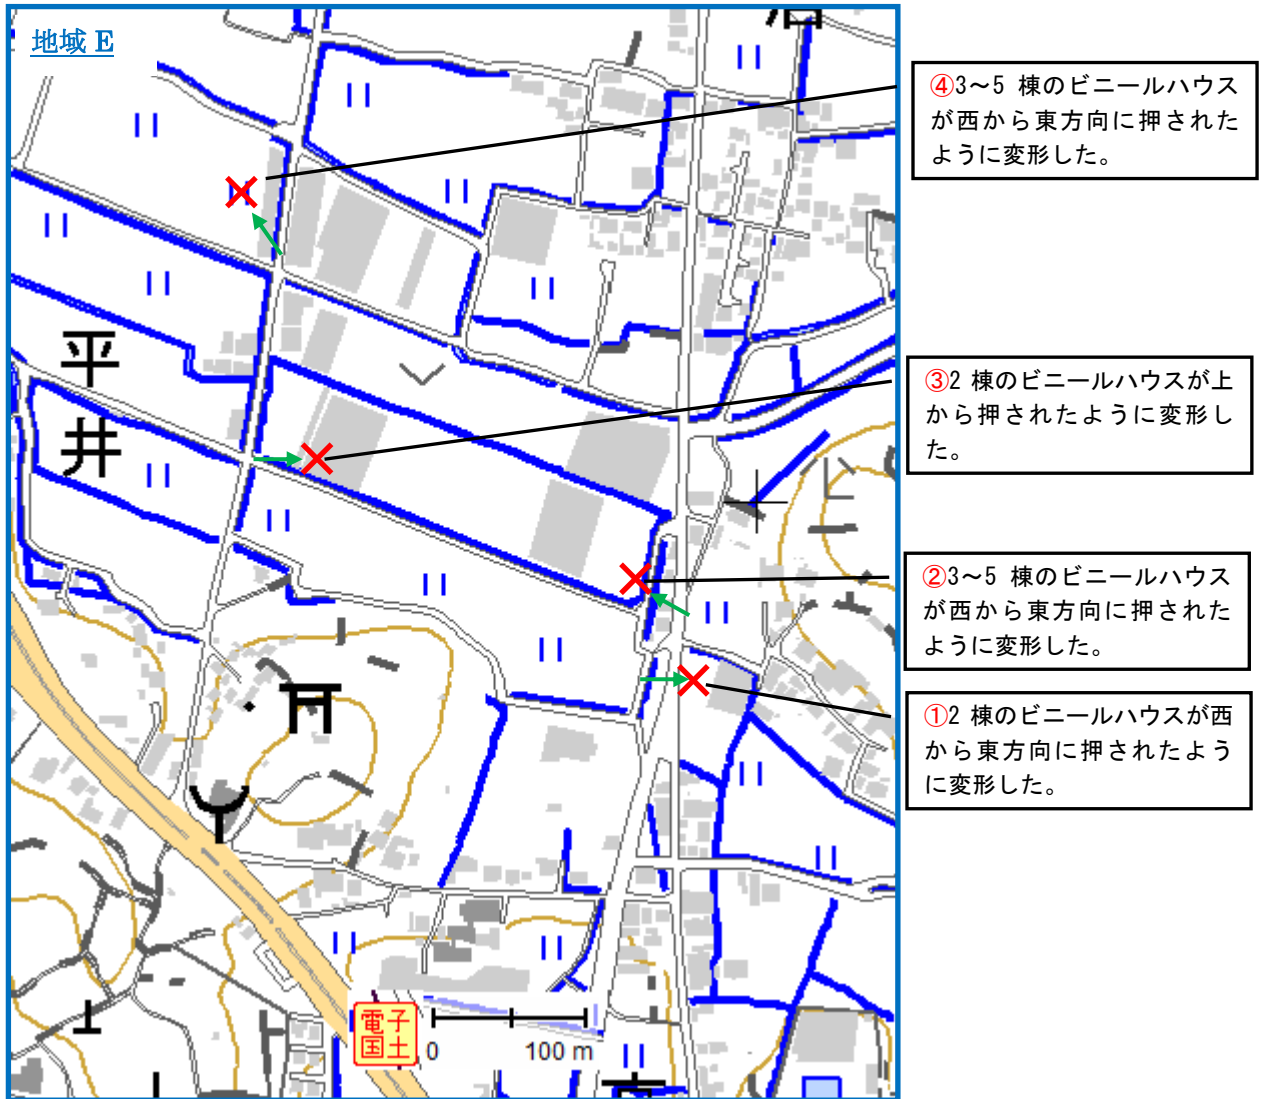 地域 E
④3～5 棟のビニールハウス
が西から東方向に押された
ように変形した。
平
井
③2 棟のビニールハウスが上
から押されたように変形し
た。
②3～5 棟のビニールハウス
が西から東方向に押された
ように変形した。
①2 棟のビニールハウスが西
から東方向に押されたよう
に変形した。
電子
国土
0
100 m